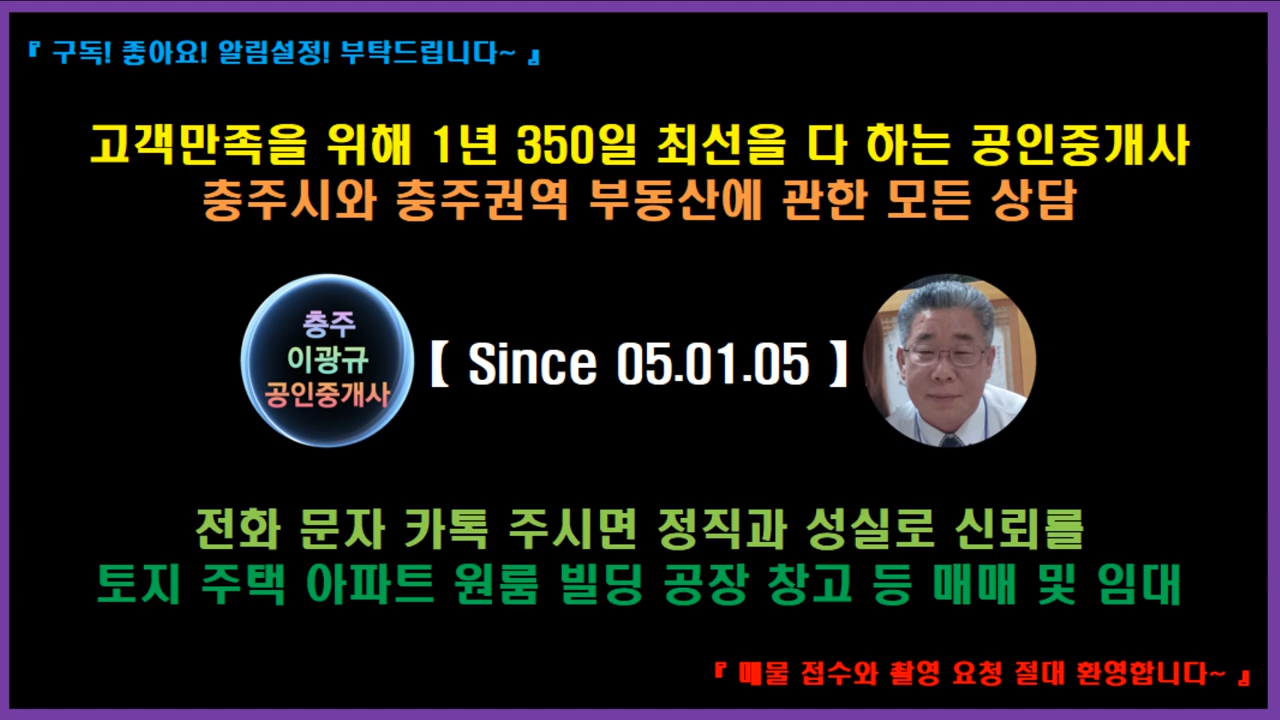 『 구독! 좋아요! 알림설정! 부탁드립니다~ 』
고객만족을 위해 1년 350일 최선을 다 하는 공인중개사
충주시와 충주권역 부동산에 관한 모든 상담
충주
이광규
공인중개사
【 Since 05.01.05 】
전화 문자 카톡 주시면 정직과 성실로 신뢰를
토지 주택 아파트 원룸 빌딩 공장 창고 등 매매 및 임대
『 매물 접수와 촬영 요청 절대 환영합니다~ 』